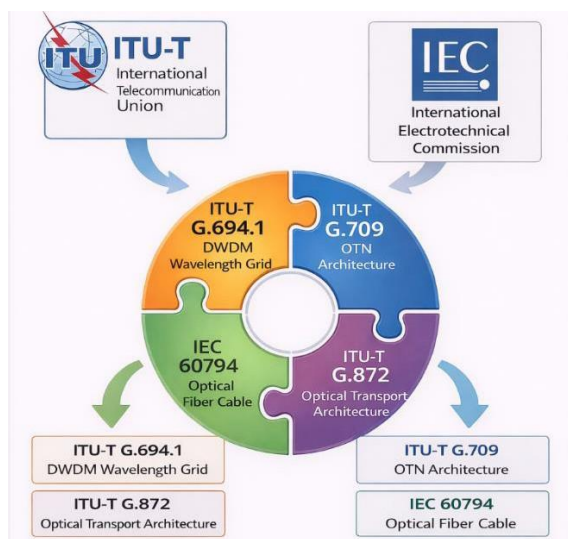 ITU
ITU-T
International
Telecommunication
Union
IEC
International
Electrotechnical
Commission
ITU-T
G.694.1
DWDM
Wavelength Grid
ITU-T
G.709
OTN
Architecture
IEC
60794
Optical
Fiber Cable
ITU-T
G.872
Optical Transport
Architecture
ITU-T G.694.1
DWDM Wavelength Grid
ITU-T G.872
Optical Transport Architecture
ITU-T G.709
OTN Architecture
IEC 60794
Optical Fiber Cable